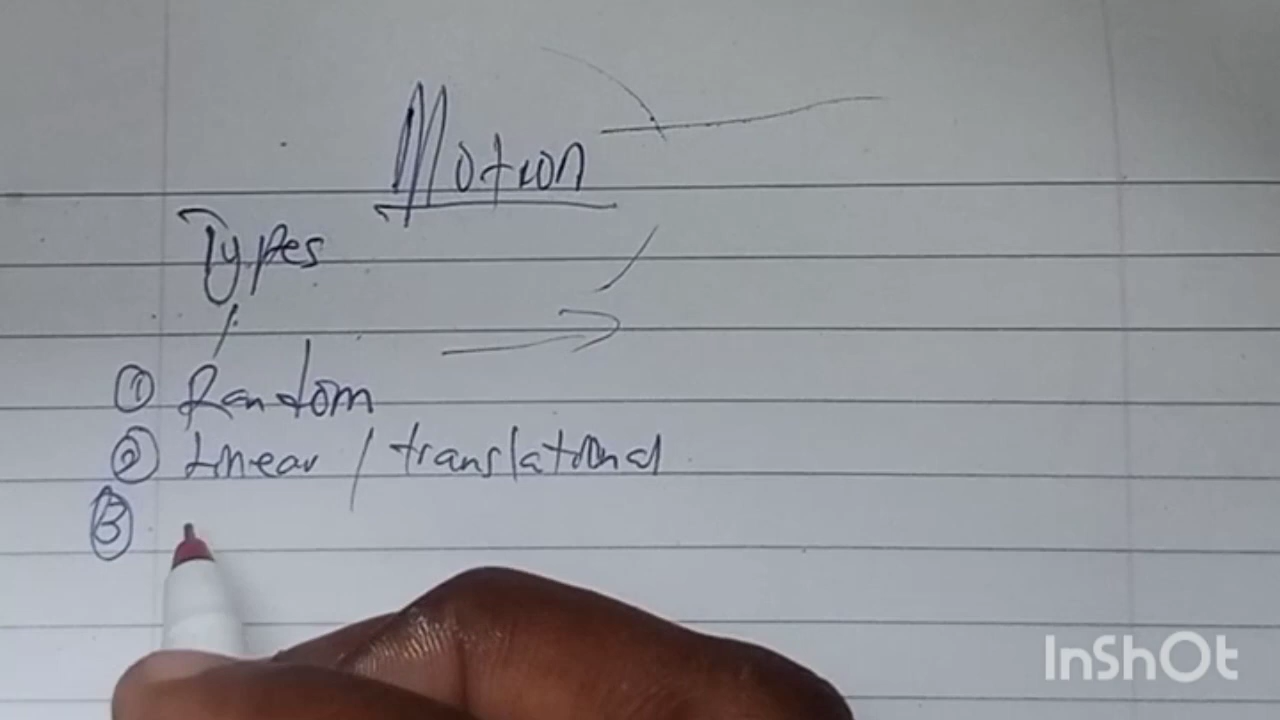 Motion
Types
① Random
② Linear / translational
③
InShOt